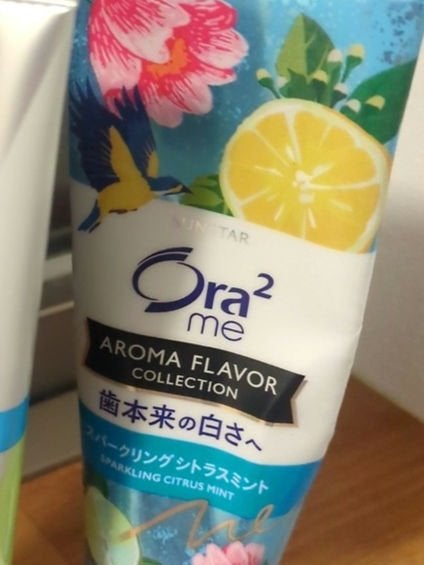 SUNSTAR
Ora²
me
AROMA FLAVOR
COLLECTION
歯本来の白さへ
スパークリングシトラスミント
SPARKLING CITRUS MINT
me